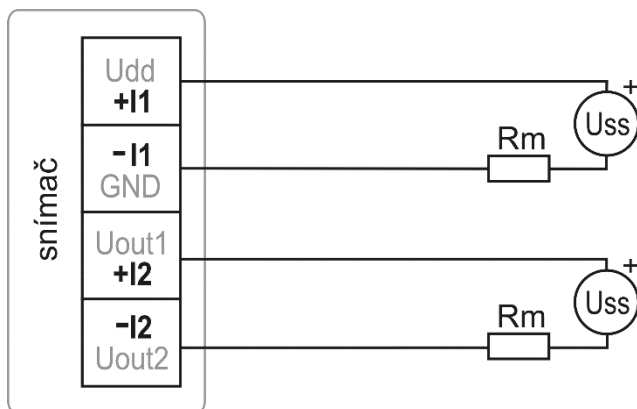 snímač
Udd
+I1
–I1
GND
Uout1
+I2
–I2
Uout2
+
Uss
Rm
+
Uss
Rm